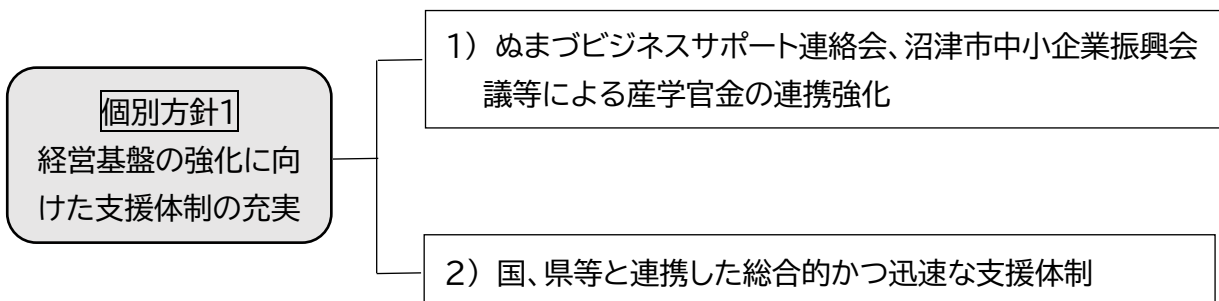 個別方針1
経営基盤の強化に向
けた支援体制の充実
1）ぬまづビジネスサポート連絡会、沼津市中小企業振興会
議等による産学官金の連携強化
2）国、県等と連携した総合的かつ迅速な支援体制